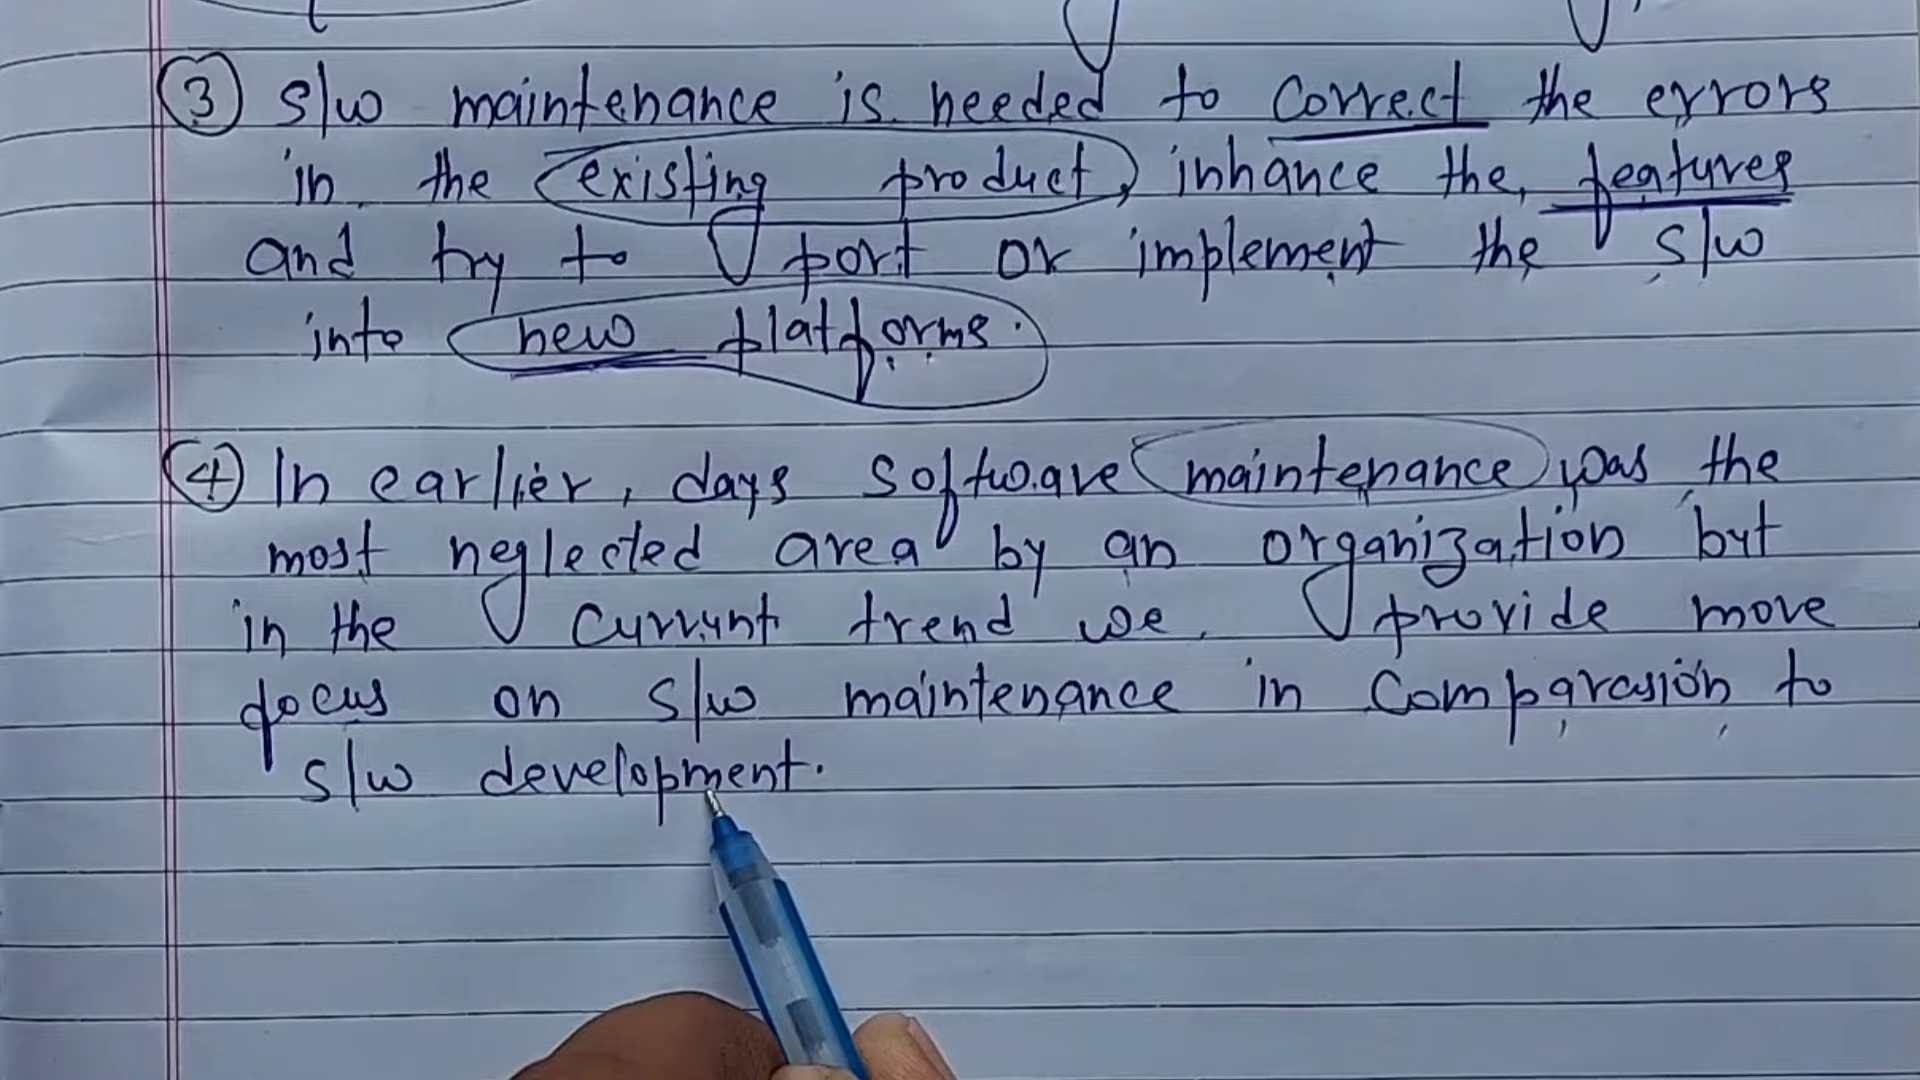 ③ S/w maintenance is needed to correct the errors
in the existing product, inhance the features
and try to port or implement the s/w
into new platforms.
④ In earlier, days software maintenance was the
most neglected area by an organization but
in the currunt trend we provide more
focus on s/w maintenance in Comparasion to
s/w development.